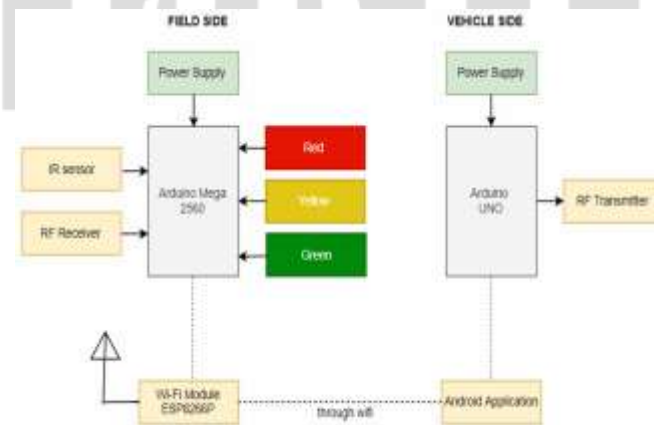 FIELD SIDE
VEHICLE SIDE
Power Supply
Power Supply
IR sensor
RF Receiver
Arduino Mega
2560
Red
Yellow
Green
Arduino
UNO
RF Transmitter
Wi-Fi Module
ESP8266P
through wifi
Android Application